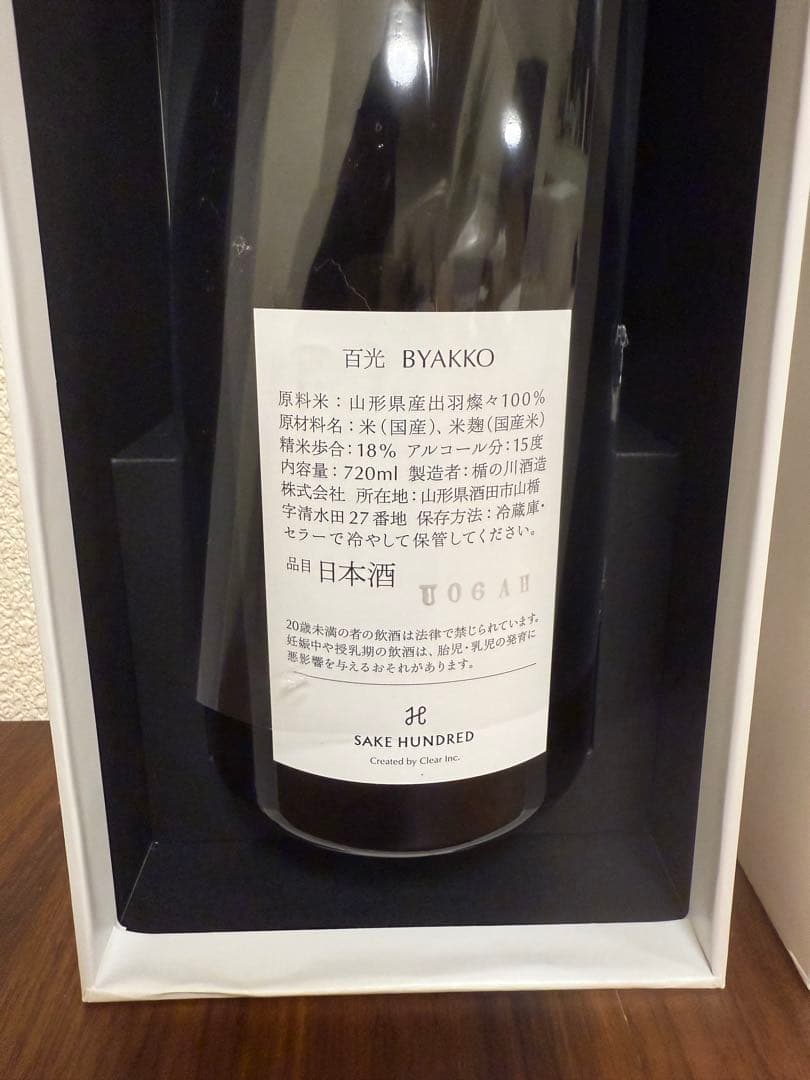 百光 BYAKKO
原料米：山形県産出羽燦々100%
原材料名：米（国産）、米麹（国産米）
精米歩合：18% アルコール分：15度
内容量：720ml 製造者：楯の川酒造
株式会社 所在地：山形県酒田市山楯
字清水田27番地 保存方法：冷蔵庫・
セラーで冷やして保管してください。
品目 日本酒
U06AH
20歳未満の者の飲酒は法律で禁じられています。
妊娠中や授乳期の飲酒は、胎児・乳児の発育に
悪影響を与えるおそれがあります。
SAKE HUNDRED
Created by Clear Inc.